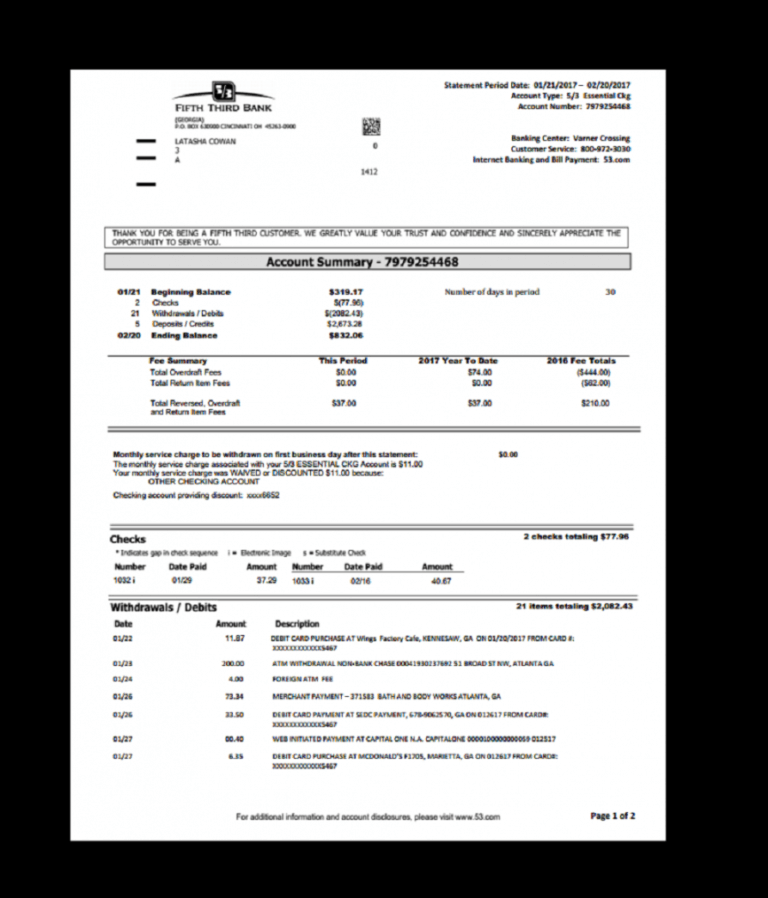 FIFTH THIRD BANK
(GEORGIA)
P.O. BOX 630900 CINCINNATI OH 45263-0900
LATASHA COWAN
3
A
0
1412
Statement Period Date: 01/21/2017 – 02/20/2017
Account Type: 5/3 Essential Ckg
Account Number: 7979254468
Banking Center: Varner Crossing
Customer Service: 800-972-3030
Internet Banking and Bill Payment: 53.com
THANK YOU FOR BEING A FIFTH THIRD CUSTOMER. WE GREATLY VALUE YOUR TRUST AND CONFIDENCE AND SINCERELY APPRECIATE THE
OPPORTUNITY TO SERVE YOU.
Account Summary - 7979254468
01/21 Beginning Balance $319.17 Number of days in period 30
2 Checks $(77.96)
21 Withdrawals / Debits $(2082.43)
5 Deposits / Credits $2,673.28
02/20 Ending Balance $832.06
Fee Summary This Period 2017 Year To Date 2016 Fee Totals
Total Overdraft Fees $0.00 $74.00 ($444.00)
Total Return Item Fees $0.00 $0.00 ($62.00)
Total Reversed, Overdraft $37.00 $37.00 $210.00
and Return Item Fees
Monthly service charge to be withdrawn on first business day after this statement: $0.00
The monthly service charge associated with your 5/3 ESSENTIAL CKG Account is $11.00
Your monthly service charge was WAIVED or DISCOUNTED $11.00 because:
OTHER CHECKING ACCOUNT
Checking account providing discount: xxxx6652
Checks 2 checks totaling $77.96
* Indicates gap in check sequence i = Electronic Image s = Substitute Check
Number Date Paid Amount Number Date Paid Amount
1032 i 01/29 37.29 1033 i 02/16 40.67
Withdrawals / Debits 21 items totaling $2,082.43
Date Amount Description
01/22 11.87 DEBIT CARD PURCHASE AT Wings Factory Cafe, KENNESAW, GA ON 01/20/2017 FROM CARD #:
XXXXXXXXXXXX5467
01/23 200.00 ATM WITHDRAWAL NON-BANK CHASE 51 BROAD ST NW, ATLANTA GA
01/24 4.00 FOREIGN ATM FEE
01/26 73.34 MERCHANT PAYMENT – 371583 BATH AND BODY WORKS ATLANTA, GA
01/26 33.50 DEBIT CARD PAYMENT AT SEDC PAYMENT, 678-9062570, GA ON 012617 FROM CARD#:
XXXXXXXXXXXX5467
01/27 WEB INITIATED PAYMENT AT CAPITAL ONE N.A. CAPITALONE 012517
01/27 6.35 DEBIT CARD PURCHASE AT MCDONALD'S F1705, MARIETTA, GA ON 012617 FROM CARD#:
XXXXXXXXXXXX5467
For additional information and account disclosures, please visit www.53.com
Page 1 of 2